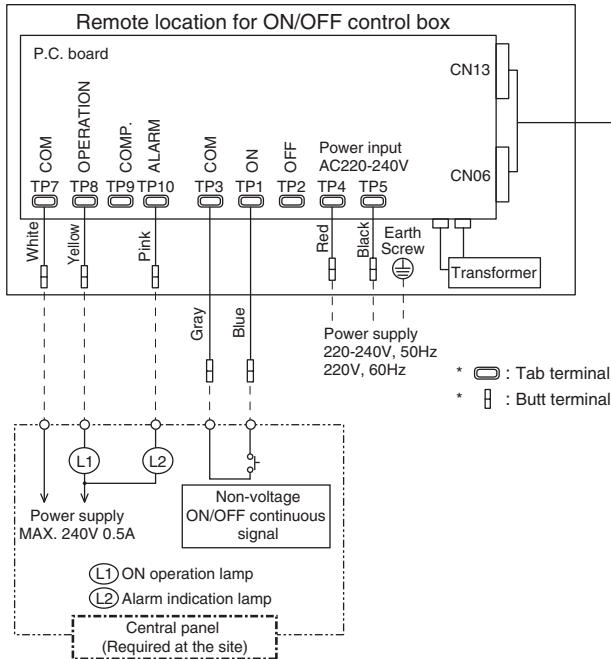 Remote location for ON/OFF control box
P.C. board
CN13
CN06
COM
OPERATION
COMP.
ALARM
COM
ON
OFF
Power input
AC220-240V
TP7
TP8
TP9
TP10
TP3
TP1
TP2
TP4
TP5
White
Yellow
Pink
Gray
Blue
Red
Black
Earth
Screw
Transformer
Power supply
220-240V, 50Hz
220V, 60Hz
* : Tab terminal
* : Butt terminal
L1
L2
Power supply
MAX. 240V 0.5A
Non-voltage
ON/OFF continuous
signal
L1 ON operation lamp
L2 Alarm indication lamp
Central panel
(Required at the site)